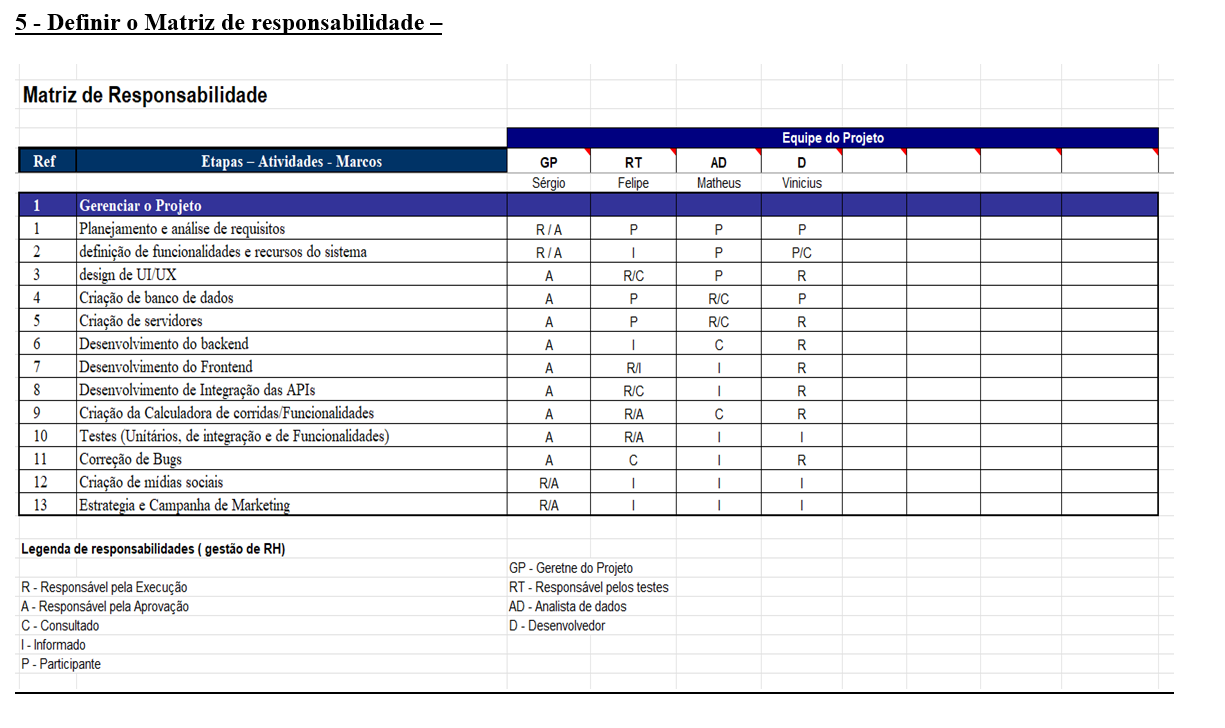 5 - Definir o Matriz de responsabilidade –
Matriz de Responsabilidade
Equipe do Projeto
Ref Etapas – Atividades - Marcos GP RT AD D
Sérgio Felipe Matheus Vinicius
1 Gerenciar o Projeto
1 Planejamento e análise de requisitos R / A P P P
2 definição de funcionalidades e recursos do sistema R / A I P P/C
3 design de UI/UX A R/C P R
4 Criação de banco de dados A P R/C P
5 Criação de servidores A P R/C R
6 Desenvolvimento do backend A I C R
7 Desenvolvimento do Frontend A R/I I R
8 Desenvolvimento de Integração das APIs A R/C I R
9 Criação da Calculadora de corridas/Funcionalidades A R/A C R
10 Testes (Unitários, de integração e de Funcionalidades) A R/A I I
11 Correção de Bugs A C I R
12 Criação de mídias sociais R/A I I I
13 Estrategia e Campanha de Marketing R/A I I I
Legenda de responsabilidades ( gestão de RH)
GP - Geretne do Projeto
R - Responsável pela Execução RT - Responsável pelos testes
A - Responsável pela Aprovação AD - Analista de dados
C - Consultado D - Desenvolvedor
I - Informado
P - Participante